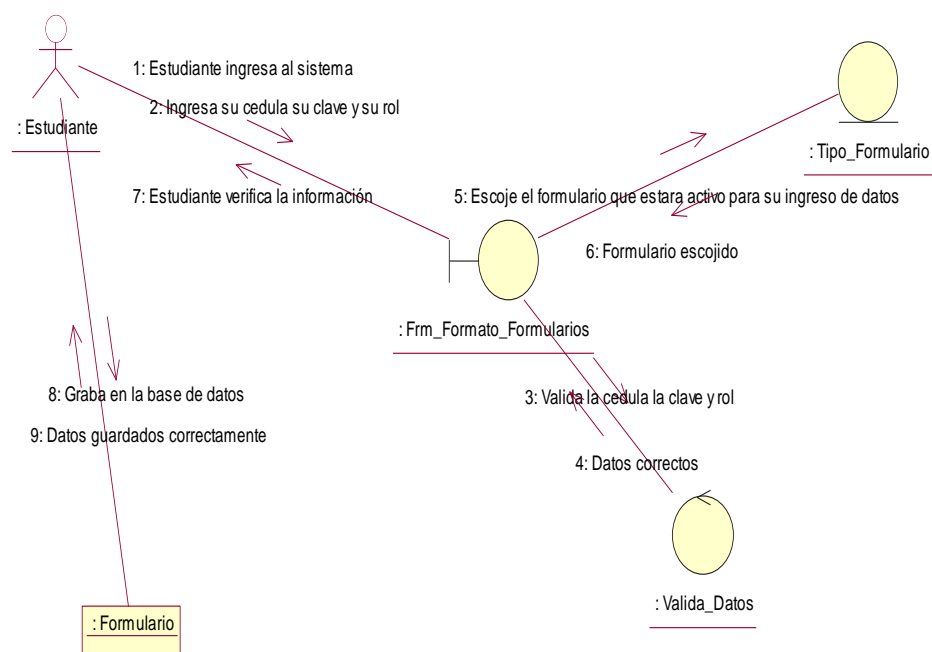 1: Estudiante ingresa al sistema
2: Ingresa su cedula su clave y su rol
: Estudiante
: Tipo_Formulario
7: Estudiante verifica la información
5: Escoje el formulario que estara activo para su ingreso de datos
6: Formulario escojido
: Frm_Formato_Formularios
8: Graba en la base de datos
3: Valida la cedula la clave y rol
9: Datos guardados correctamente
4: Datos correctos
: Valida_Datos
: Formulario